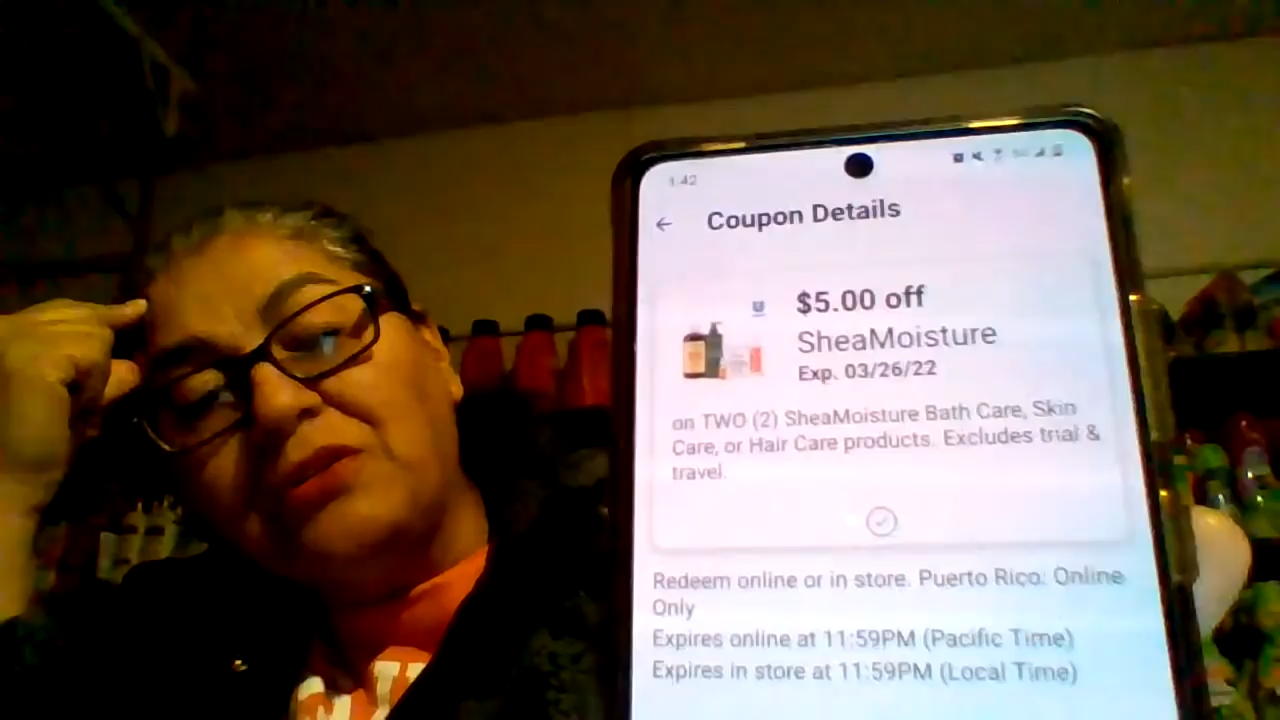 1:42
Coupon Details
$5.00 off
SheaMoisture
Exp. 03/26/22
on TWO (2) SheaMoisture Bath Care, Skin
Care, or Hair Care products. Excludes trial &
travel.
Redeem online or in store. Puerto Rico: Online
Only
Expires online at 11:59PM (Pacific Time)
Expires in store at 11:59PM (Local Time)